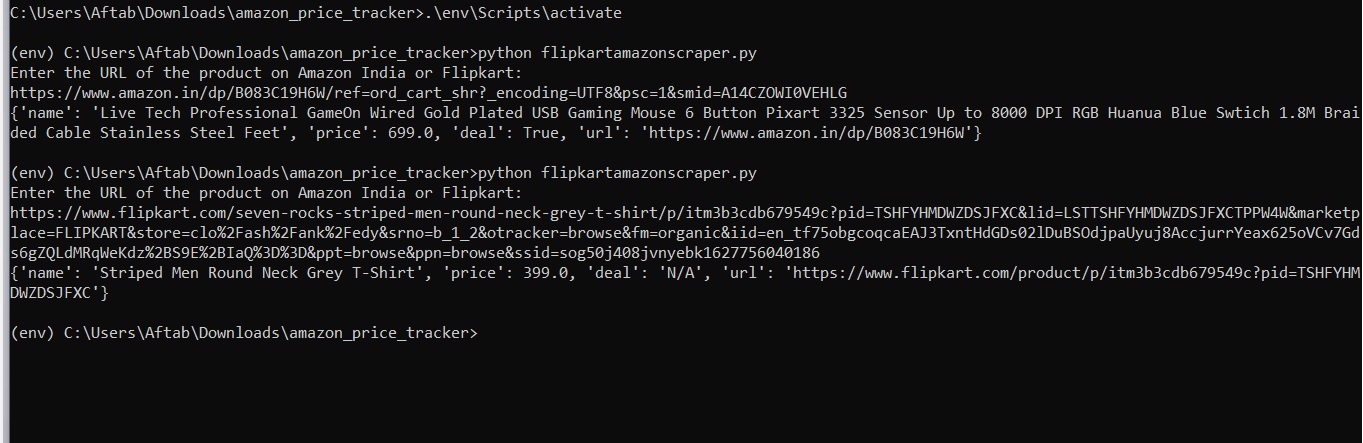 C:\Users\Aftab\Downloads\amazon_price_tracker>.\env\Scripts\activate
(env) C:\Users\Aftab\Downloads\amazon_price_tracker>python flipkartamazonscraper.py
Enter the URL of the product on Amazon India or Flipkart:
https://www.amazon.in/dp/B083C19H6W/ref=ord_cart_shr?_encoding=UTF8&psc=1&smid=A14CZOWI0VEHLG
{'name': 'Live Tech Professional GameOn Wired Gold Plated USB Gaming Mouse 6 Button Pixart 3325 Sensor Up to 8000 DPI RGB Huanua Blue Swtich 1.8M Brai
ded Cable Stainless Steel Feet', 'price': 699.0, 'deal': True, 'url': 'https://www.amazon.in/dp/B083C19H6W'}
(env) C:\Users\Aftab\Downloads\amazon_price_tracker>python flipkartamazonscraper.py
Enter the URL of the product on Amazon India or Flipkart:
https://www.flipkart.com/seven-rocks-striped-men-round-neck-grey-t-shirt/p/itm3b3cdb679549c?pid=TSHFYHMDWZDSJFXC&lid=LSTTSHFYHMDWZDSJFXCTPPW4W&marketp
lace=FLIPKART&store=clo%2Fash%2Fank%2Fedy&srno=b_1_2&otracker=browse&fm=organic&iid=en_tf75obgcoqcaEAJ3TxntHdGDs02lDuBSOdjpaUyuj8AccjurrYeax625oVCv7Gd
s6gZQLdMRqWeKdz%2BS9E%2BIaQ%3D%3D&ppt=browse&ppn=browse&ssid=sog50j408jvnyebk1627756040186
{'name': 'Striped Men Round Neck Grey T-Shirt', 'price': 399.0, 'deal': 'N/A', 'url': 'https://www.flipkart.com/product/p/itm3b3cdb679549c?pid=TSHFYHM
DWZDSJFXC'}
(env) C:\Users\Aftab\Downloads\amazon_price_tracker>